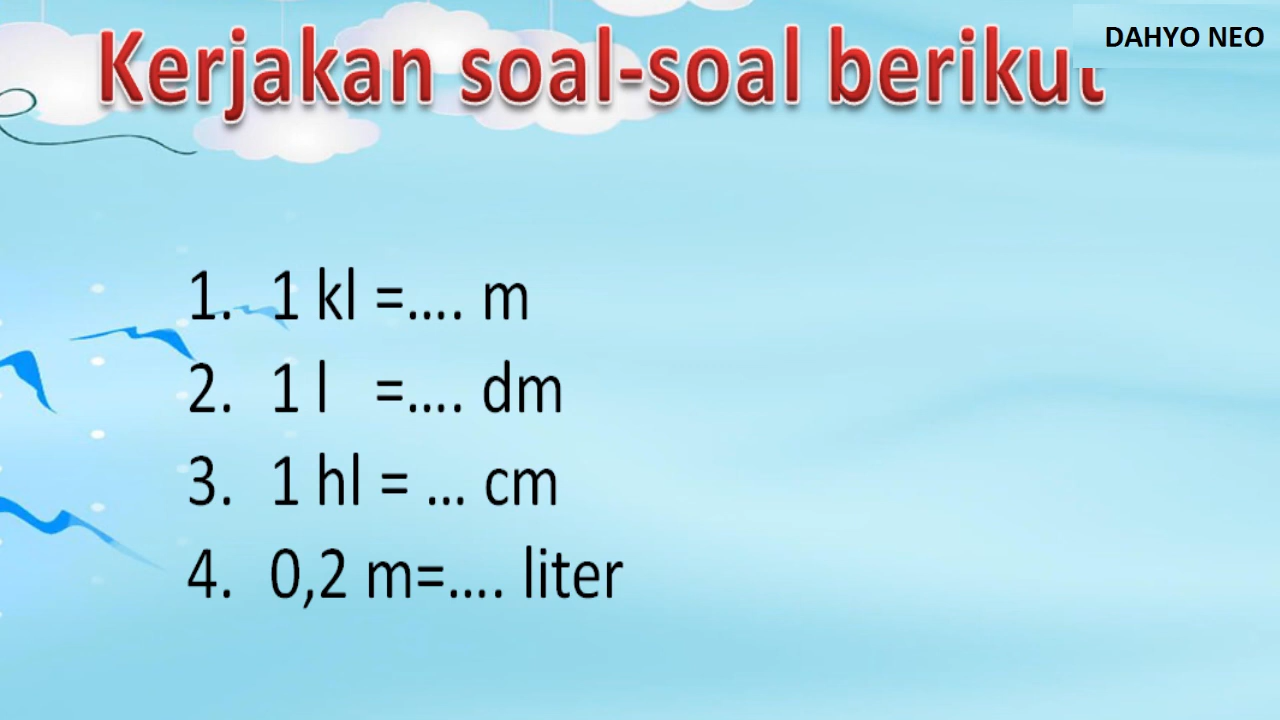 Kerjakan soal-soal berikut
DAHYO NEO
1. 1 kl =.... m
2. 1 l =.... dm
3. 1 hl = ... cm
4. 0,2 m=.... liter